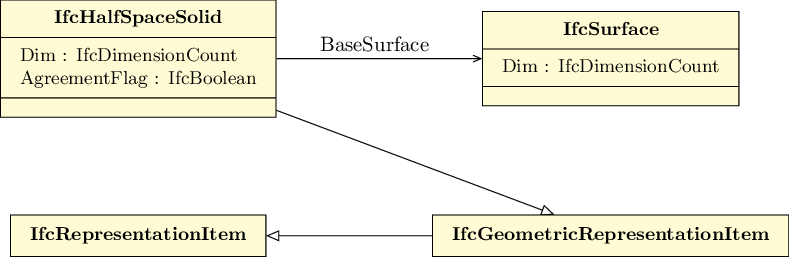 IfcHalfSpaceSolid
Dim : IfcDimensionCount
AgreementFlag : IfcBoolean
BaseSurface
IfcSurface
Dim : IfcDimensionCount
IfcRepresentationItem
IfcGeometricRepresentationItem